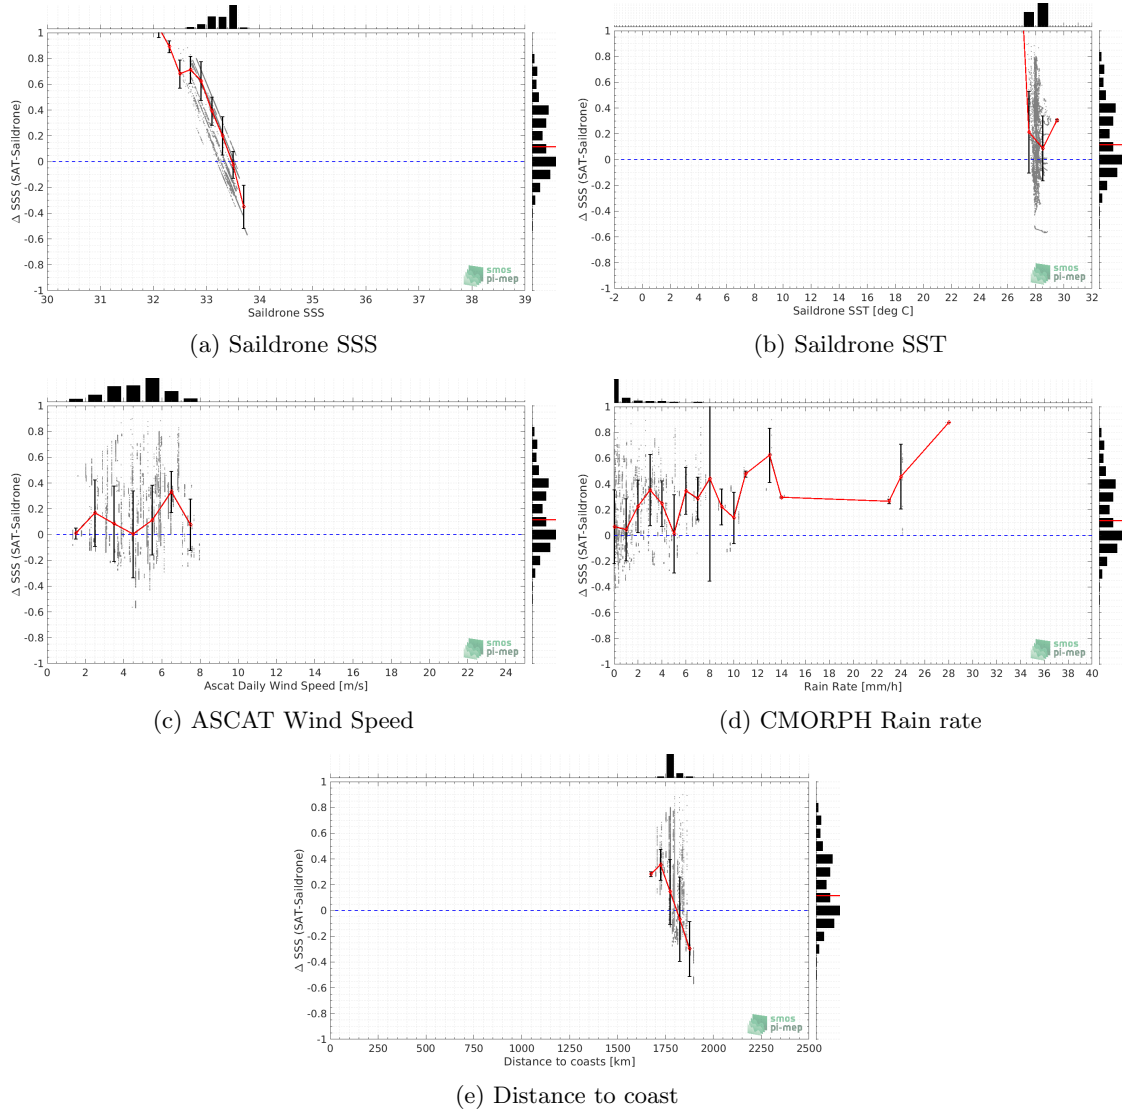 1
0.8
0.6
0.4
0.2
0
-0.2
-0.4
-0.6
-0.8
-1
Δ SSS (SAT-Saildrone)
30 31 32 33 34 35 36 37 38 39
Saildrone SSS
smos
pi-mep
(a) Saildrone SSS
1
0.8
0.6
0.4
0.2
0
-0.2
-0.4
-0.6
-0.8
-1
Δ SSS (SAT-Saildrone)
-2 0 2 4 6 8 10 12 14 16 18 20 22 24 26 28 30 32
Saildrone SST [deg C]
smos
pi-mep
(b) Saildrone SST
1
0.8
0.6
0.4
0.2
0
-0.2
-0.4
-0.6
-0.8
-1
Δ SSS (SAT-Saildrone)
0 2 4 6 8 10 12 14 16 18 20 22 24
Ascat Daily Wind Speed [m/s]
smos
pi-mep
(c) ASCAT Wind Speed
1
0.8
0.6
0.4
0.2
0
-0.2
-0.4
-0.6
-0.8
-1
Δ SSS (SAT-Saildrone)
0 2 4 6 8 10 12 14 16 18 20 22 24 26 28 30 32 34 36 38 40
Rain Rate [mm/h]
smos
pi-mep
(d) CMORPH Rain rate
1
0.8
0.6
0.4
0.2
0
-0.2
-0.4
-0.6
-0.8
-1
Δ SSS (SAT-Saildrone)
0 250 500 750 1000 1250 1500 1750 2000 2250 2500
Distance to coasts [km]
smos
pi-mep
(e) Distance to coast